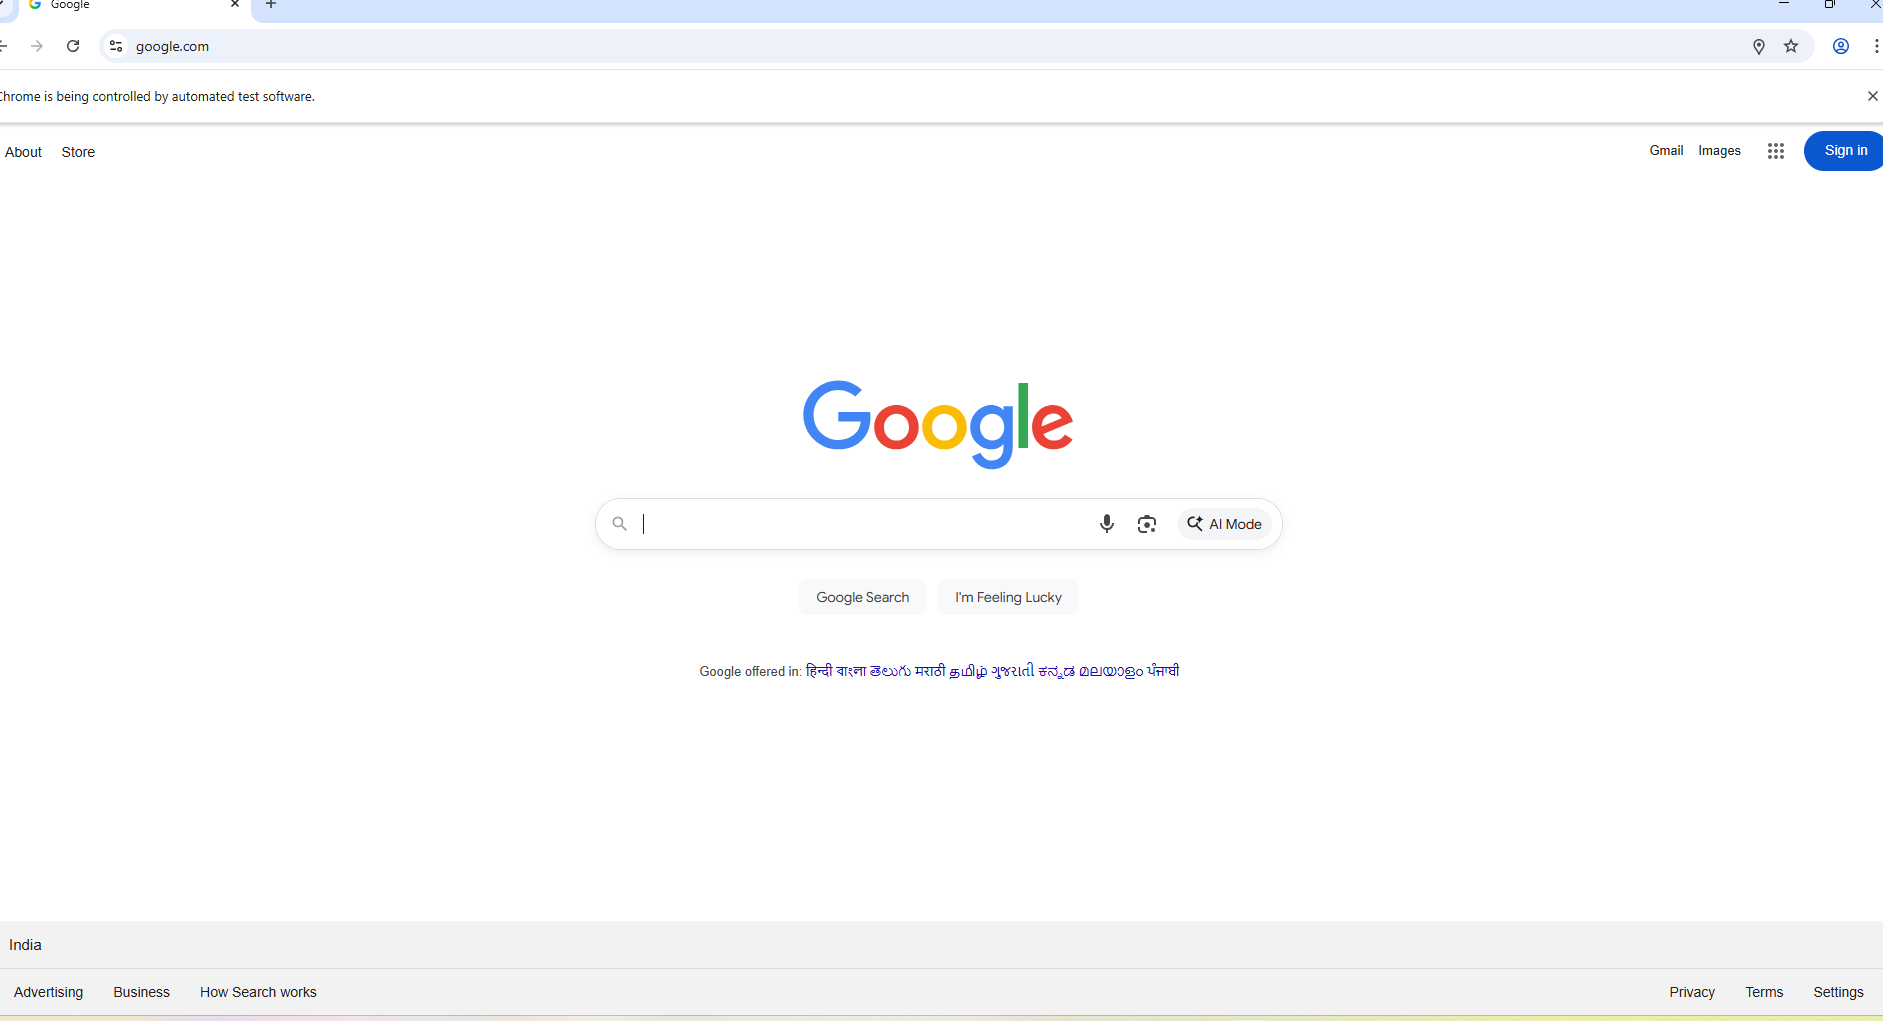 Google
google.com
Chrome is being controlled by automated test software.
About Store Gmail Images Sign in
Google
AI Mode
Google Search I'm Feeling Lucky
Google offered in: हिन्दी বাংলা తెలుగు मराठी தமிழ் ગુજરાતી ಕನ್ನಡ മലയാളം ਪੰਜਾਬੀ
India
Advertising Business How Search works Privacy Terms Settings